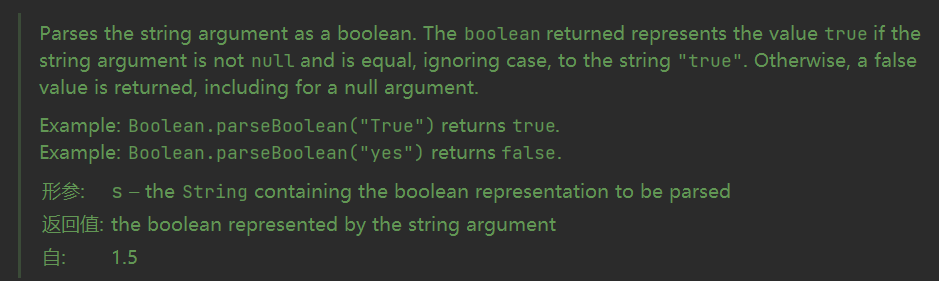 Parses the string argument as a boolean. The boolean returned represents the value true if the
string argument is not null and is equal, ignoring case, to the string "true". Otherwise, a false
value is returned, including for a null argument.
Example: Boolean.parseBoolean("True") returns true.
Example: Boolean.parseBoolean("yes") returns false.
形参: s – the String containing the boolean representation to be parsed
返回值: the boolean represented by the string argument
自: 1.5